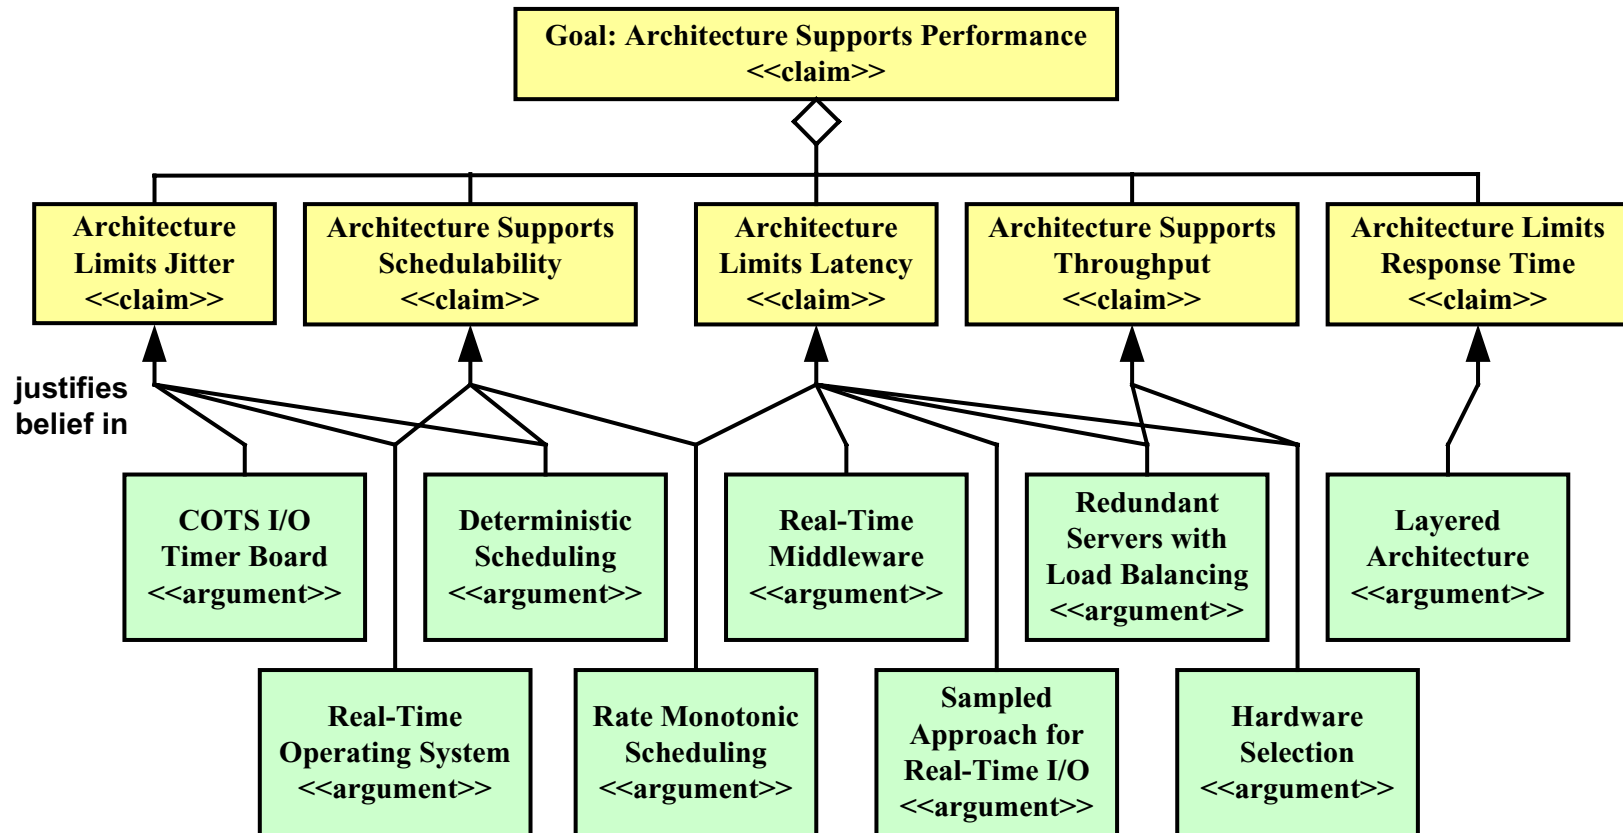 Goal: Architecture Supports Performance
<<claim>>
Architecture
Limits Jitter
<<claim>>
Architecture Supports
Schedulability
<<claim>>
Architecture
Limits Latency
<<claim>>
Architecture Supports
Throughput
<<claim>>
Architecture Limits
Response Time
<<claim>>
justifies
belief in
COTS I/O
Timer Board
<<argument>>
Deterministic
Scheduling
<<argument>>
Real-Time
Middleware
<<argument>>
Redundant
Servers with
Load Balancing
<<argument>>
Layered
Architecture
<<argument>>
Real-Time
Operating System
<<argument>>
Rate Monotonic
Scheduling
<<argument>>
Sampled
Approach for
Real-Time I/O
<<argument>>
Hardware
Selection
<<argument>>